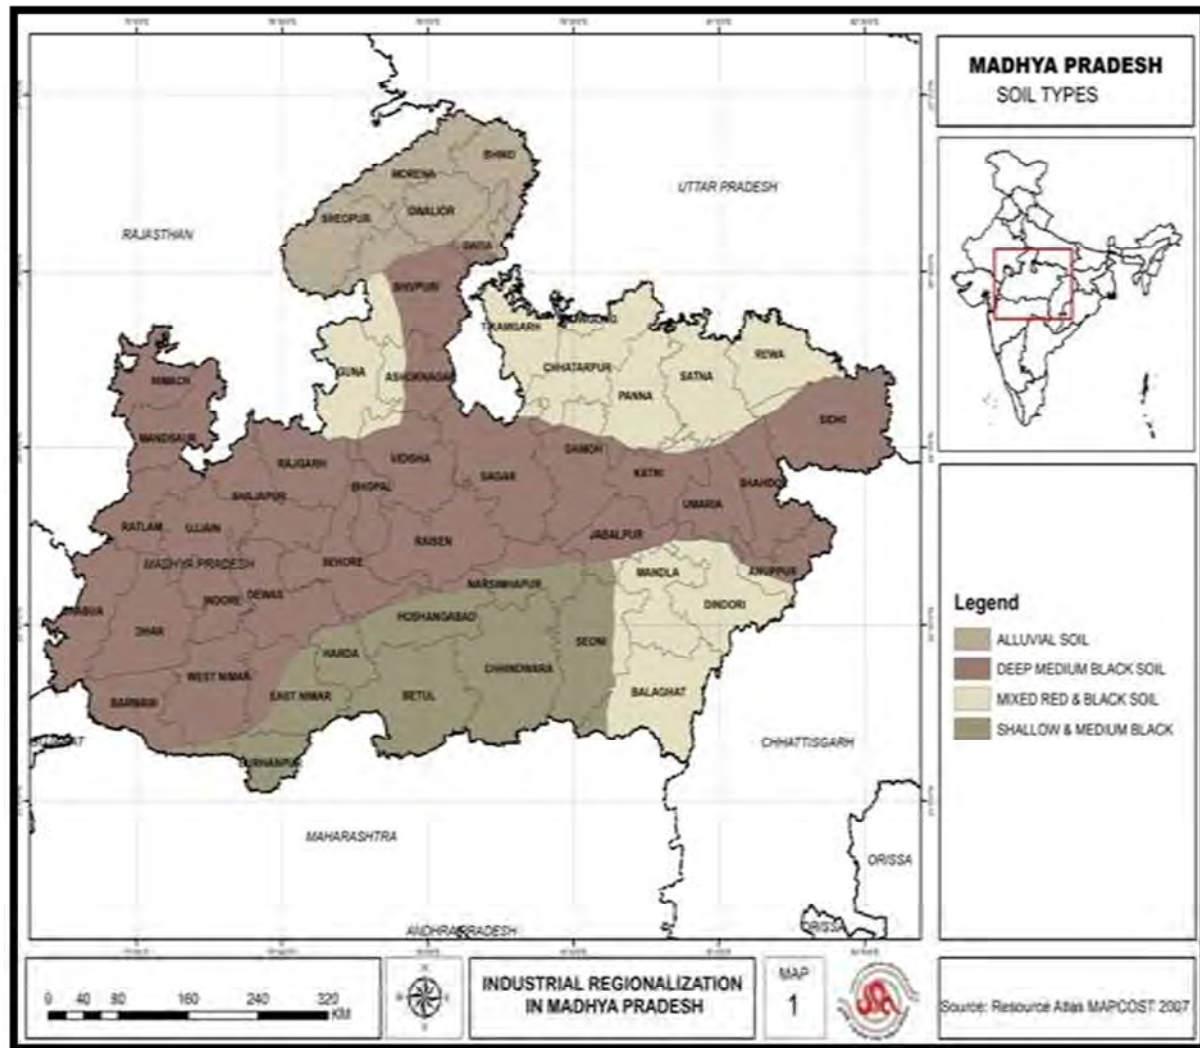 MADHYA PRADESH
SOIL TYPES
UTTAR PRADESH
RAJASTHAN
BHIND
MORENA
GWALIOR
SHEOPUR
DATIA
SHIVPURI
TIKAMGARH
GUNA
ASHOKNAGAR
CHHATARPUR
PANNA
SATNA
REWA
NIMACH
MANDSAUR
SIDHI
RAJGARH
VIDISHA
SAGAR
DAMOH
KATNI
SHAJAPUR
BHOPAL
UMARIA
SHAHDO
RATLAM
UJJAIN
RAISEN
JABALPUR
MADHYA PRADESH
SEHORE
NARSIMHAPUR
MANDLA
ANUPPUR
INDORE
DEWAS
DINDORI
HOSHANGABAD
DHAR
HARDA
SEONI
WEST NIMAR
EAST NIMAR
BETUL
CHHINDWARA
BALAGHAT
BARWANI
BURHANPUR
CHHATTISGARH
MAHARASHTRA
ORISSA
ANDHRA PRADESH
ORISSA
Legend
ALLUVIAL SOIL
DEEP MEDIUM BLACK SOIL
MIXED RED & BLACK SOIL
SHALLOW & MEDIUM BLACK
0 40 80 160 240 320
KM
INDUSTRIAL REGIONALIZATION
IN MADHYA PRADESH
MAP
1
Source: Resource Atlas MAPCOST 2007